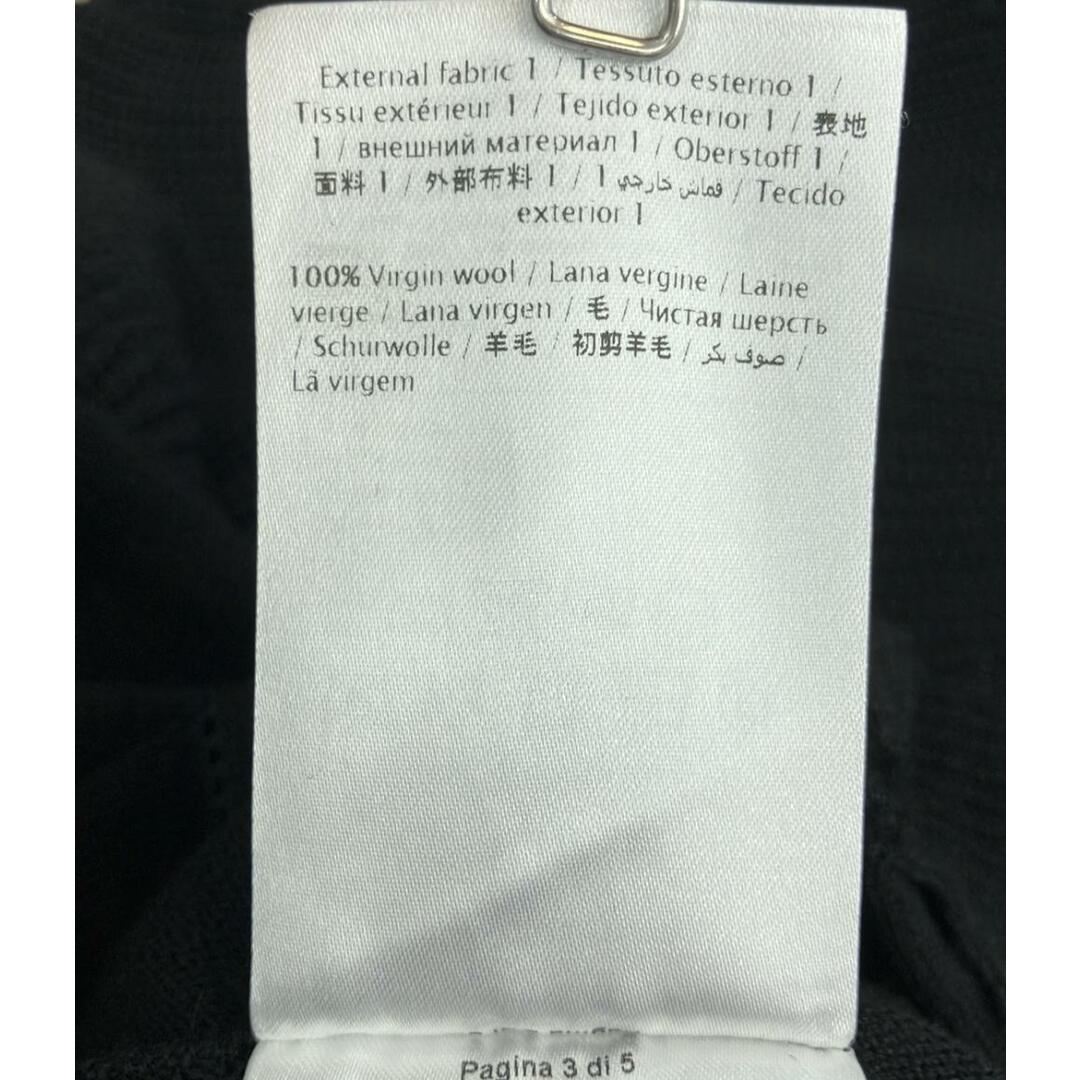 External fabric 1 / Tessuto esterno 1 /
Tissu extérieur 1 / Tejido exterior 1 / 表地
1 / внешний материал 1 / Oberstoff 1 /
面料 1 / 外部布料 1 / 1 قماش خارجي / Tecido
exterior 1
100% Virgin wool / Lana vergine / Laine
vierge / Lana virgen / 毛 / Чистая шерсть
/ Schurwolle / 羊毛 / 初剪羊毛 / صوف بكر /
Lã virgem
Pagina 3 di 5